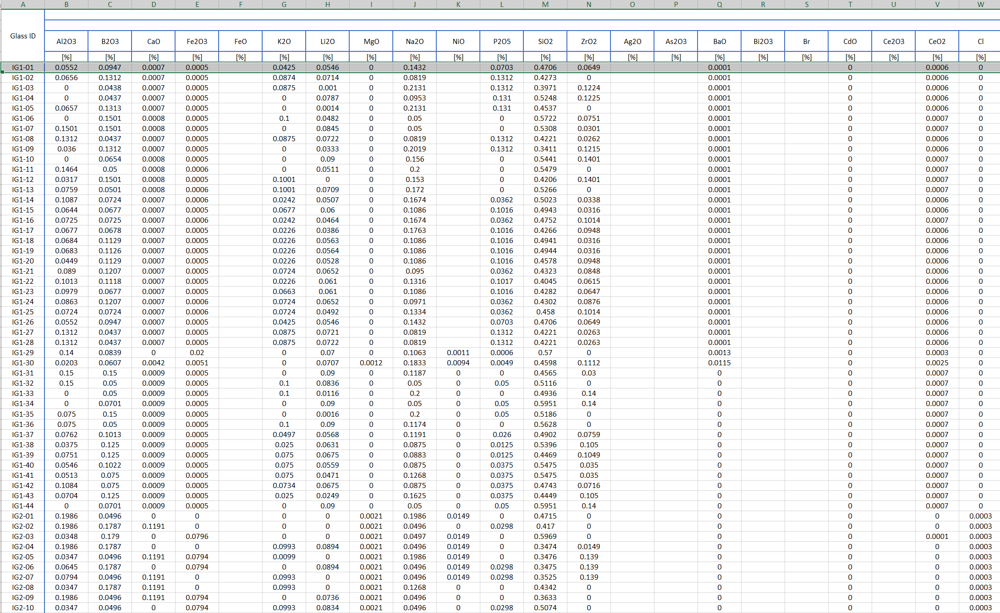 A B C D E F G H I J K L M N O P Q R S T U V W
Glass ID
Al2O3 B2O3 CaO Fe2O3 FeO K2O Li2O MgO Na2O NiO P2O5 SiO2 ZrO2 Ag2O As2O3 BaO Bi2O3 Br CdO Ce2O3 CeO2 Cl
[%] [%] [%] [%] [%] [%] [%] [%] [%] [%] [%] [%] [%] [%] [%] [%] [%] [%] [%] [%] [%] [%]
IG1-01 0.0552 0.0947 0.0007 0.0005 0.0425 0.0546 0 0.1432 0.0703 0.4706 0.0649 0.0001 0 0.0006 0
IG1-02 0.0656 0.1312 0.0007 0.0005 0.0874 0.0714 0 0.0819 0.1312 0.4273 0 0.0001 0 0.0006 0
IG1-03 0 0.0438 0.0007 0.0005 0.0875 0.001 0 0.2131 0.1312 0.3971 0.1224 0.0001 0 0.0006 0
IG1-04 0 0.0437 0.0007 0.0005 0 0.0787 0 0.0953 0.131 0.5248 0.1225 0.0001 0 0.0006 0
IG1-05 0.0657 0.1313 0.0007 0.0005 0 0.0014 0 0.2131 0.131 0.4537 0 0.0001 0 0.0006 0
IG1-06 0 0.1501 0.0008 0.0005 0.1 0.0482 0 0.05 0 0.5722 0.0751 0.0001 0 0.0007 0
IG1-07 0.1501 0.1501 0.0008 0.0005 0 0.0845 0 0.05 0 0.5308 0.0301 0.0001 0 0.0007 0
IG1-08 0.1312 0.0437 0.0007 0.0005 0.0875 0.0722 0 0.0819 0.1312 0.4221 0.0262 0.0001 0 0.0006 0
IG1-09 0.036 0.1312 0.0007 0.0005 0 0.0333 0 0.2019 0.1312 0.3411 0.1215 0.0001 0 0.0006 0
IG1-10 0 0.0654 0.0008 0.0005 0 0.09 0 0.156 0 0.5441 0.1401 0.0001 0 0.0007 0
IG1-11 0.1464 0.05 0.0008 0.0006 0 0.0511 0 0.2 0 0.5479 0 0.0001 0 0.0007 0
IG1-12 0.0317 0.1501 0.0008 0.0005 0.1001 0 0 0.153 0 0.4206 0.1401 0.0001 0 0.0007 0
IG1-13 0.0759 0.0501 0.0008 0.0006 0.1001 0.0709 0 0.172 0 0.5266 0 0.0001 0 0.0007 0
IG1-14 0.1087 0.0724 0.0007 0.0006 0.0242 0.0507 0 0.1674 0.0362 0.5023 0.0338 0.0001 0 0.0006 0
IG1-15 0.0644 0.0677 0.0007 0.0005 0.0677 0.06 0 0.1086 0.1016 0.4943 0.0316 0.0001 0 0.0006 0
IG1-16 0.0725 0.0725 0.0007 0.0006 0.0242 0.0464 0 0.1674 0.0362 0.4752 0.1014 0.0001 0 0.0007 0
IG1-17 0.0677 0.0678 0.0007 0.0005 0.0226 0.0386 0 0.1763 0.1016 0.4266 0.0948 0.0001 0 0.0006 0
IG1-18 0.0684 0.1129 0.0007 0.0005 0.0226 0.0563 0 0.1086 0.1016 0.4941 0.0316 0.0001 0 0.0006 0
IG1-19 0.0683 0.1126 0.0007 0.0005 0.0226 0.0564 0 0.1086 0.1016 0.4944 0.0316 0.0001 0 0.0006 0
IG1-20 0.0449 0.1129 0.0007 0.0005 0.0226 0.0528 0 0.1086 0.1016 0.4578 0.0948 0.0001 0 0.0006 0
IG1-21 0.089 0.1207 0.0007 0.0005 0.0724 0.0652 0 0.095 0.0362 0.4323 0.0848 0.0001 0 0.0006 0
IG1-22 0.1013 0.1118 0.0007 0.0005 0.0226 0.061 0 0.1316 0.1017 0.4045 0.0615 0.0001 0 0.0006 0
IG1-23 0.0979 0.0677 0.0007 0.0005 0.0663 0.061 0 0.1086 0.1016 0.4282 0.0647 0.0001 0 0.0006 0
IG1-24 0.0863 0.1207 0.0007 0.0006 0.0724 0.0652 0 0.0971 0.0362 0.4302 0.0876 0.0001 0 0.0006 0
IG1-25 0.0724 0.0724 0.0007 0.0006 0.0724 0.0492 0 0.1334 0.0362 0.458 0.1014 0.0001 0 0.0006 0
IG1-26 0.0552 0.0947 0.0007 0.0005 0.0425 0.0546 0 0.1432 0.0703 0.4706 0.0649 0.0001 0 0.0006 0
IG1-27 0.1312 0.0437 0.0007 0.0005 0.0875 0.0721 0 0.0819 0.1312 0.4221 0.0263 0.0001 0 0.0006 0
IG1-28 0.1312 0.0437 0.0007 0.0005 0.0875 0.0722 0 0.0819 0.1312 0.4221 0.0263 0.0001 0 0.0006 0
IG1-29 0.14 0.0839 0 0.02 0 0.07 0 0.1063 0.0011 0.0006 0.57 0 0.0013 0 0.0003 0
IG1-30 0.0203 0.0607 0.0042 0.0051 0 0.0707 0.0012 0.1833 0.0094 0.0049 0.4598 0.1112 0.0115 0 0.0025 0
IG1-31 0.15 0.15 0.0009 0.0005 0 0.09 0 0.1187 0 0 0.4565 0.03 0 0 0.0007 0
IG1-32 0.15 0.05 0.0009 0.0005 0.1 0.0836 0 0.05 0 0.05 0.5116 0 0 0 0.0007 0
IG1-33 0 0.05 0.0009 0.0005 0.1 0.0116 0 0.2 0 0 0.4936 0.14 0 0 0.0007 0
IG1-34 0 0.0701 0.0009 0.0005 0 0.09 0 0.05 0 0.05 0.5951 0.14 0 0 0.0007 0
IG1-35 0.075 0.15 0.0009 0.0005 0 0.0016 0 0.2 0 0.05 0.5186 0 0 0 0.0007 0
IG1-36 0.075 0.05 0.0009 0.0005 0.1 0.09 0 0.1174 0 0 0.5628 0 0 0 0.0007 0
IG1-37 0.0762 0.1013 0.0009 0.0005 0.0497 0.0568 0 0.1191 0 0.026 0.4902 0.0759 0 0 0.0007 0
IG1-38 0.0375 0.125 0.0009 0.0005 0.025 0.0631 0 0.0875 0 0.0125 0.5396 0.105 0 0 0.0007 0
IG1-39 0.0751 0.125 0.0009 0.0005 0.075 0.0675 0 0.0883 0 0.0125 0.4469 0.1049 0 0 0.0007 0
IG1-40 0.0546 0.1022 0.0009 0.0005 0.075 0.0559 0 0.0875 0 0.0375 0.5475 0.035 0 0 0.0007 0
IG1-41 0.0513 0.075 0.0009 0.0005 0.075 0.0471 0 0.1268 0 0.0375 0.5475 0.035 0 0 0.0007 0
IG1-42 0.1084 0.075 0.0009 0.0005 0.0734 0.0675 0 0.0875 0 0.0375 0.4743 0.0716 0 0 0.0007 0
IG1-43 0.0704 0.125 0.0009 0.0005 0.025 0.0249 0 0.1625 0 0.0375 0.4449 0.105 0 0 0.0007 0
IG1-44 0 0.0701 0.0009 0.0005 0 0.09 0 0.05 0 0.05 0.5951 0.14 0 0 0.0007 0
IG2-01 0.1986 0.0496 0 0 0 0 0.0021 0.1986 0.0149 0 0.4715 0 0 0 0 0.0003
IG2-02 0.1986 0.1787 0.1191 0 0 0 0.0021 0.0496 0 0.0298 0.417 0 0 0 0 0.0003
IG2-03 0.0348 0.179 0 0.0796 0 0 0.0021 0.0497 0.0149 0 0.5969 0 0 0 0.0001 0.0003
IG2-04 0.1986 0.1787 0 0 0.0993 0.0894 0.0021 0.0496 0.0149 0 0.3474 0.0149 0 0 0 0.0003
IG2-05 0.0347 0.0496 0.1191 0.0794 0.0099 0 0.0021 0.1986 0.0149 0 0.3476 0.139 0 0 0 0.0003
IG2-06 0.0645 0.1787 0 0.0794 0 0.0894 0.0021 0.0496 0.0149 0.0298 0.3475 0.139 0 0 0 0.0003
IG2-07 0.0794 0.0496 0.1191 0 0.0993 0 0.0021 0.0496 0.0149 0.0298 0.3525 0.139 0 0 0 0.0003
IG2-08 0.0347 0.1787 0.1191 0 0.0993 0 0.0021 0.1268 0 0 0.4342 0 0 0 0 0.0003
IG2-09 0.1986 0.0496 0.1191 0.0794 0 0.0736 0.0021 0.0496 0 0 0.3633 0 0 0 0 0.0003
IG2-10 0.0347 0.0496 0 0.0794 0.0993 0.0834 0.0021 0.0496 0 0.0298 0.5074 0 0 0 0 0.0003